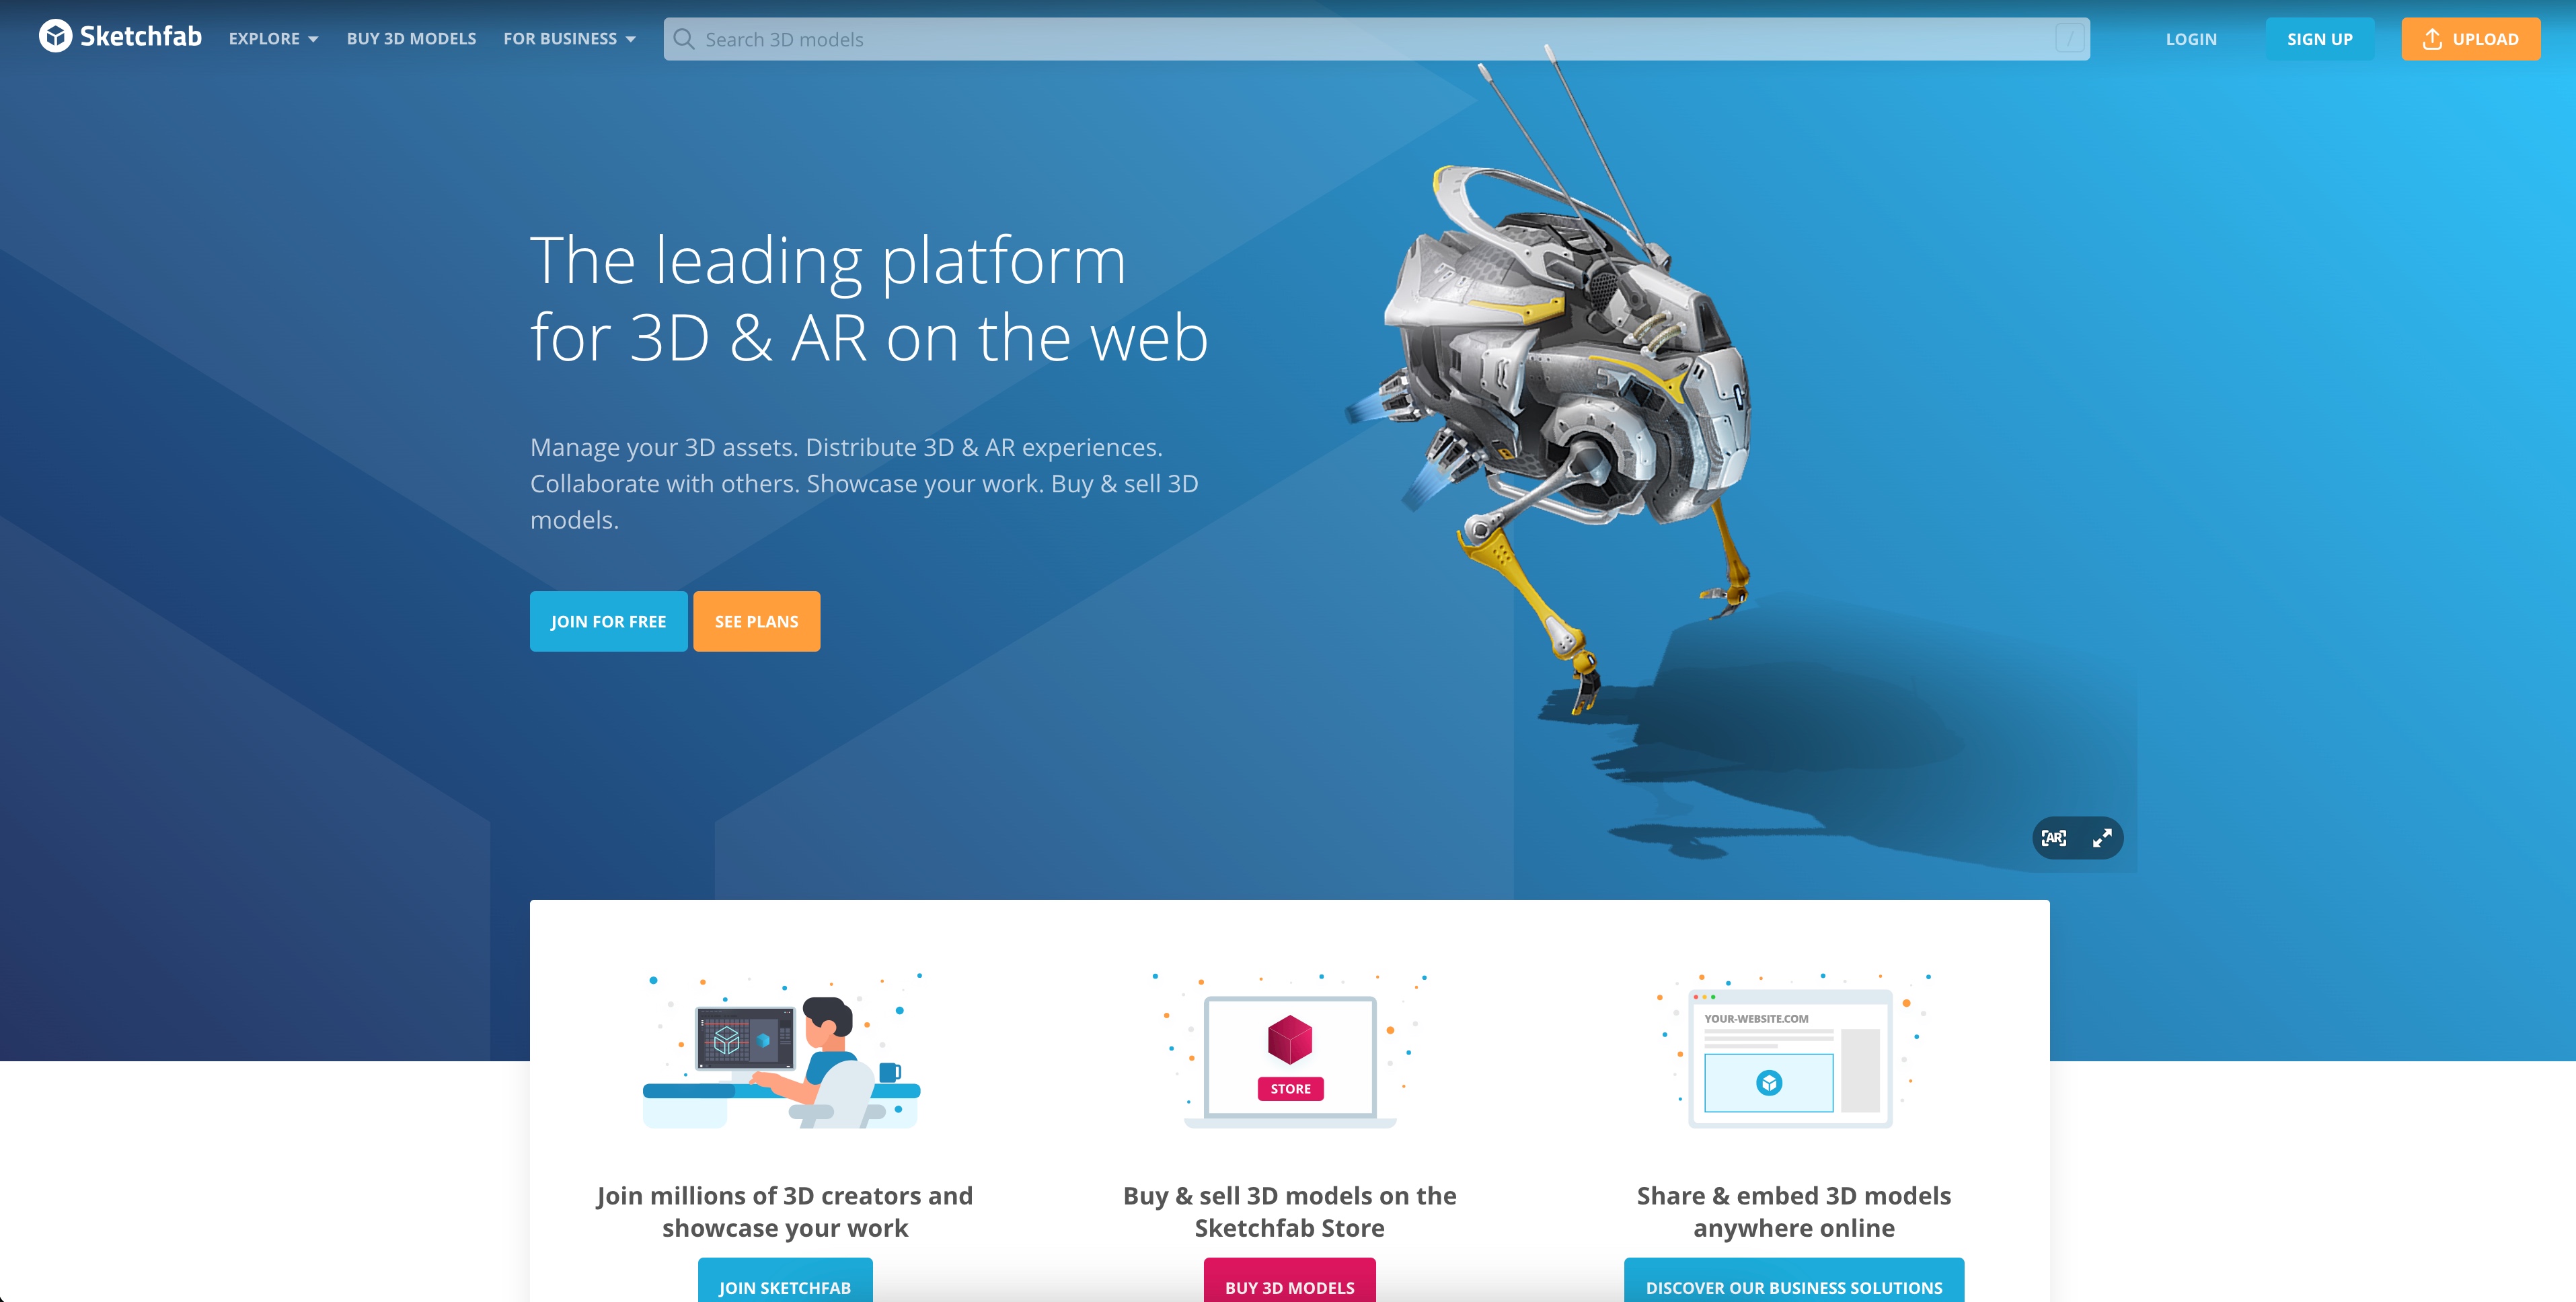 Sketchfab
EXPLORE
BUY 3D MODELS
FOR BUSINESS
Search 3D models
/
LOGIN
SIGN UP
UPLOAD
The leading platform
for 3D & AR on the web
Manage your 3D assets. Distribute 3D & AR experiences.
Collaborate with others. Showcase your work. Buy & sell 3D
models.
JOIN FOR FREE
SEE PLANS
AR
STORE
YOUR-WEBSITE.COM
Join millions of 3D creators and
showcase your work
JOIN SKETCHFAB
Buy & sell 3D models on the
Sketchfab Store
BUY 3D MODELS
Share & embed 3D models
anywhere online
DISCOVER OUR BUSINESS SOLUTIONS